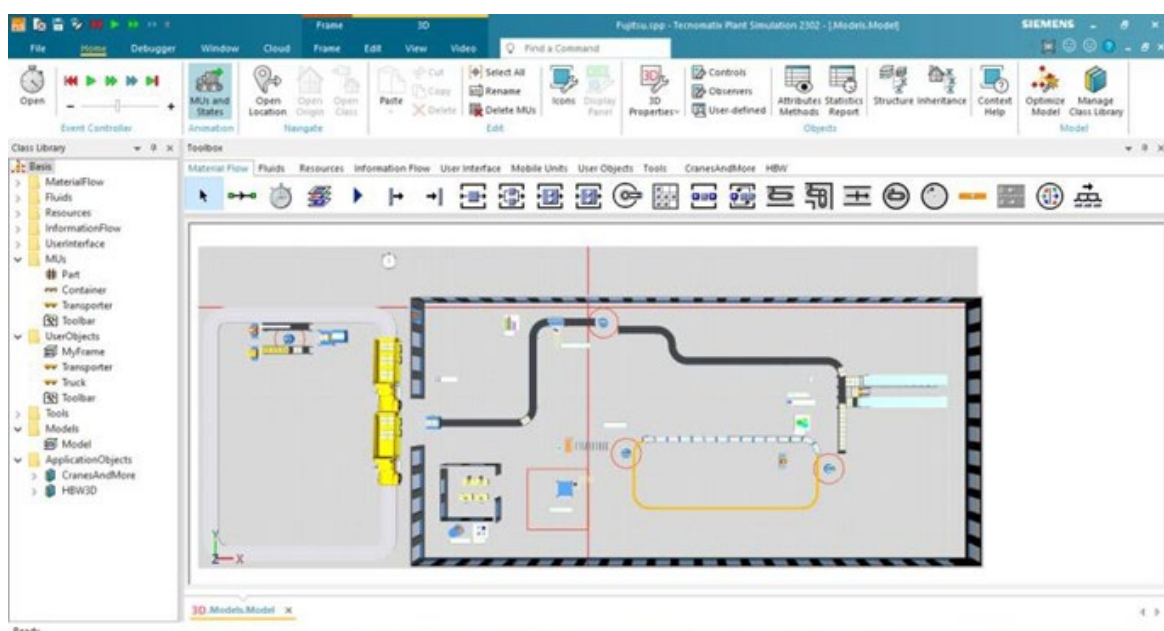 Frame 3D Fujitsu.spp - Tecnomatix Plant Simulation 2302 - [.Models.Model] SIEMENS
File Home Debugger Window Cloud Frame Edit View Video Find a Command
Open
Event Controller
MUs and States
Animation
Open Location
Open Origin
Open Class
Navigate
Paste
Cut
Copy
Delete
Select All
Rename
Delete MUs
Edit
Icons
Display Panel
3D Properties
Controls
Observers
User-defined
Attributes Methods
Statistics Report
Structure
Inheritance
Objects
Context Help
Optimize Model
Manage Class Library
Model
Class Library
Toolbox
Material Flow Fluids Resources Information Flow User Interface Mobile Units User Objects Tools CranesAndMore HBW
Basis
MaterialFlow
Fluids
Resources
InformationFlow
UserInterface
MUs
Part
Container
Transporter
Toolbar
UserObjects
MyFrame
Transporter
Truck
Toolbar
Tools
Models
Model
ApplicationObjects
CranesAndMore
HBW3D
Y
Z X
3D .Models.Model
Ready